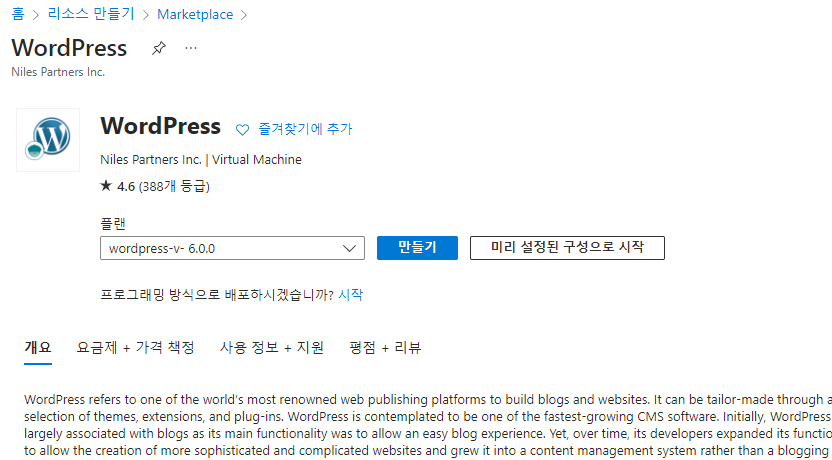 홈 > 리소스 만들기 > Marketplace >
WordPress ...
Niles Partners Inc.
WordPress 즐겨찾기에 추가
Niles Partners Inc. | Virtual Machine
★ 4.6 (388개 등급)
플랜
wordpress-v- 6.0.0 만들기 미리 설정된 구성으로 시작
프로그래밍 방식으로 배포하시겠습니까? 시작
개요 요금제 + 가격 책정 사용 정보 + 지원 평점 + 리뷰
WordPress refers to one of the world's most renowned web publishing platforms to build blogs and websites. It can be tailor-made through a
selection of themes, extensions, and plug-ins. WordPress is contemplated to be one of the fastest-growing CMS software. Initially, WordPress
largely associated with blogs as its main functionality was to allow an easy blog experience. Yet, over time, its developers expanded its functio
to allow the creation of more sophisticated and complicated websites and grew it into a content management system rather than a blogging